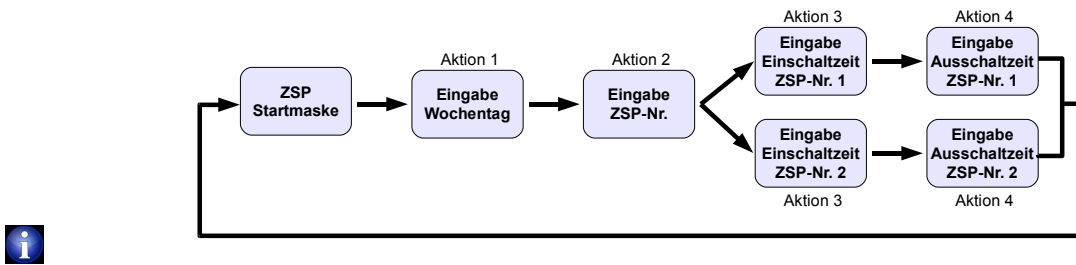 Aktion 3
Aktion 4
Eingabe
Einschaltzeit
ZSP-Nr. 1
Eingabe
Ausschaltzeit
ZSP-Nr. 1
Aktion 1
Aktion 2
ZSP
Startmaske
Eingabe
Wochentag
Eingabe
ZSP-Nr.
Eingabe
Einschaltzeit
ZSP-Nr. 2
Eingabe
Ausschaltzeit
ZSP-Nr. 2
Aktion 3
Aktion 4